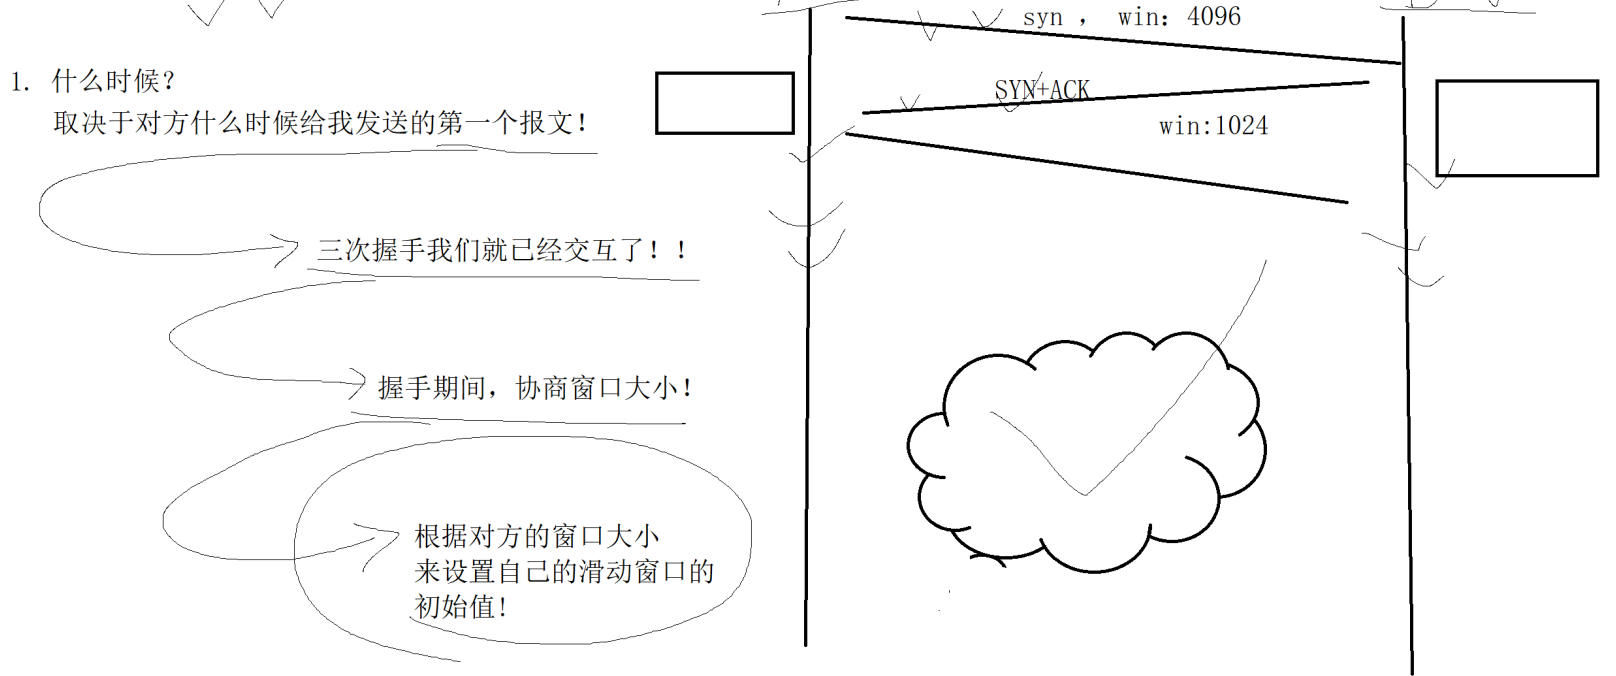 syn ， win: 4096
1. 什么时候?
SYN+ACK
取决于对方什么时候给我发送的第一个报文!
win:1024
三次握手我们就已经交互了!!
握手期间，协商窗口大小!
根据对方的窗口大小
来设置自己的滑动窗口的
初始值!